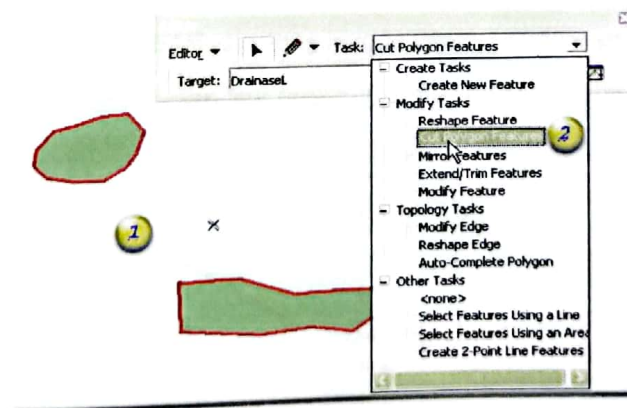 Editor Task: Cut Polygon Features
Target: DrainaseL
Create Tasks
Create New Feature
Modify Tasks
Reshape Feature
Cut Polygon Features
2
Mirror Features
Extend/Trim Features
Modify Feature
1
Topology Tasks
Modify Edge
Reshape Edge
Auto-Complete Polygon
Other Tasks
<none>
Select Features Using a Line
Select Features Using an Area
Create 2-Point Line Features